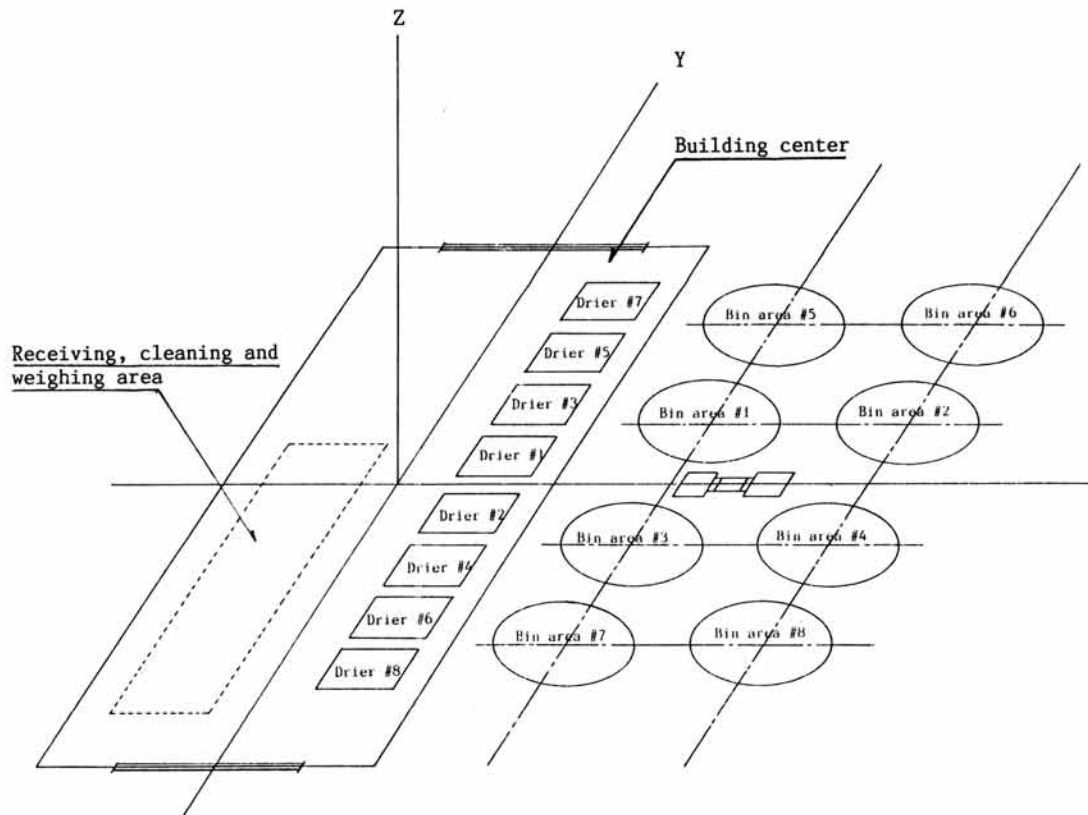 Z
Y
Building center
Drier #7
Bin area #5
Bin area #6
Receiving, cleaning and
weighing area
Drier #5
Drier #3
Bin area #1
Bin area #2
Drier #1
Drier #2
Bin area #3
Bin area #4
Drier #4
Drier #6
Bin area #7
Bin area #8
Drier #8